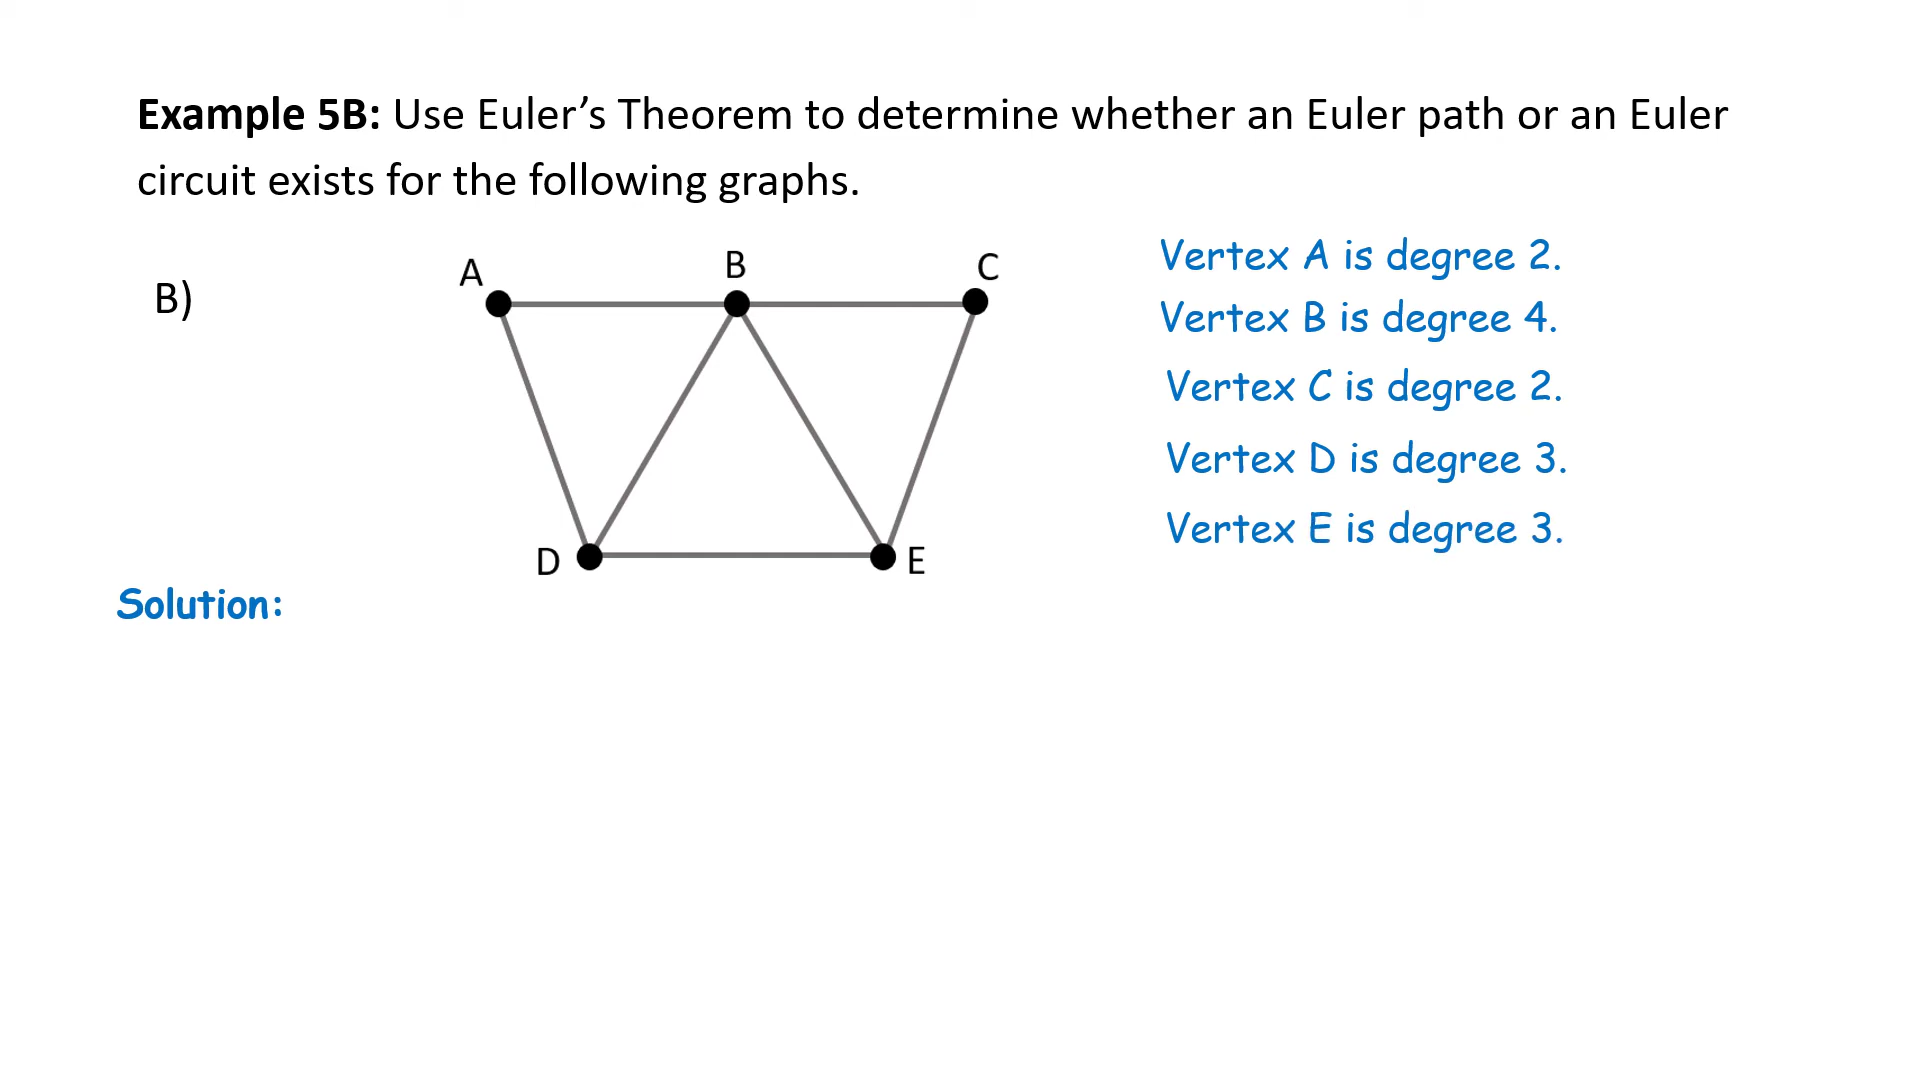 Example 5B: Use Euler’s Theorem to determine whether an Euler path or an Euler
circuit exists for the following graphs.
B)
A
B
C
D
E
Vertex A is degree 2.
Vertex B is degree 4.
Vertex C is degree 2.
Vertex D is degree 3.
Vertex E is degree 3.
Solution: